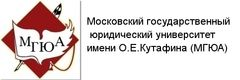 МГЮА
Московский государственный
юридический университет
имени О.Е.Кутафина (МГЮА)